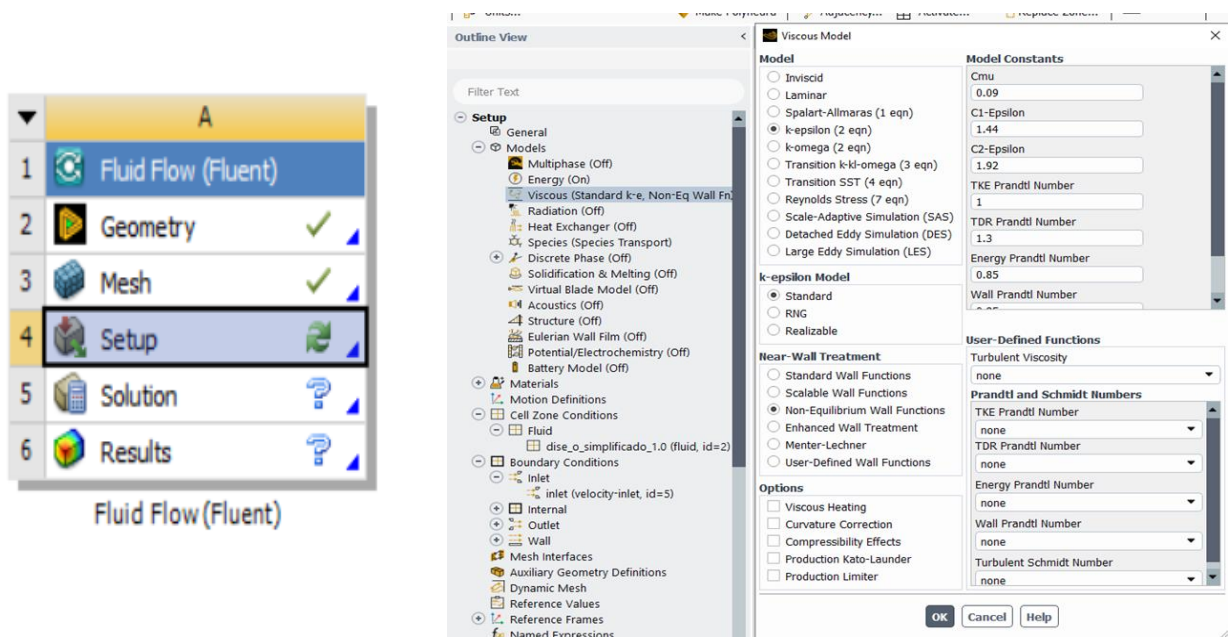 A
1 Fluid Flow (Fluent)
2 Geometry
3 Mesh
4 Setup
5 Solution
6 Results
Fluid Flow (Fluent)
Outline View <
Filter Text
Setup
General
Models
Multiphase (Off)
Energy (On)
Viscous (Standard k-e, Non-Eq Wall Fn)
Radiation (Off)
Heat Exchanger (Off)
Species (Species Transport)
Discrete Phase (Off)
Solidification & Melting (Off)
Virtual Blade Model (Off)
Acoustics (Off)
Structure (Off)
Eulerian Wall Film (Off)
Potential/Electrochemistry (Off)
Battery Model (Off)
Materials
Motion Definitions
Cell Zone Conditions
Fluid
dise_o_simplificado_1.0 (fluid, id=2)
Boundary Conditions
Inlet
inlet (velocity-inlet, id=5)
Internal
Outlet
Wall
Mesh Interfaces
Auxiliary Geometry Definitions
Dynamic Mesh
Reference Values
Reference Frames
Named Expressions
Viscous Model
Model
Inviscid
Laminar
Spalart-Allmaras (1 eqn)
k-epsilon (2 eqn)
k-omega (2 eqn)
Transition k-kl-omega (3 eqn)
Transition SST (4 eqn)
Reynolds Stress (7 eqn)
Scale-Adaptive Simulation (SAS)
Detached Eddy Simulation (DES)
Large Eddy Simulation (LES)
k-epsilon Model
Standard
RNG
Realizable
Near-Wall Treatment
Standard Wall Functions
Scalable Wall Functions
Non-Equilibrium Wall Functions
Enhanced Wall Treatment
Menter-Lechner
User-Defined Wall Functions
Options
Viscous Heating
Curvature Correction
Compressibility Effects
Production Kato-Launder
Production Limiter
Model Constants
Cmu
0.09
C1-Epsilon
1.44
C2-Epsilon
1.92
TKE Prandtl Number
1
TDR Prandtl Number
1.3
Energy Prandtl Number
0.85
Wall Prandtl Number
User-Defined Functions
Turbulent Viscosity
none
Prandtl and Schmidt Numbers
TKE Prandtl Number
none
TDR Prandtl Number
none
Energy Prandtl Number
none
Wall Prandtl Number
none
Turbulent Schmidt Number
none
OK Cancel Help